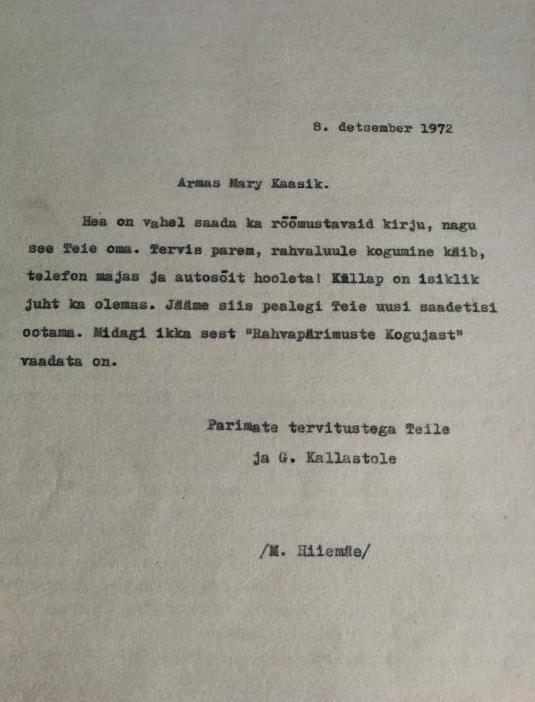 8. detsember 1972
Armas Mary Kaasik.
Hea on vahel saada ka rõõmustavaid kirju, nagu
see Teie oma. Tervis parem, rahvaluule kogumine käib,
telefon majas ja autosõit hooleta! Küllap on isiklik
juht ka olemas. Jääme siis pealegi Teie uusi saadetisi
ootama. Midagi ikka sest "Rahvapärimuste Kogujast"
vaadata on.
Parimate tervitustega Teile
ja G. Kallastole
/M. Hiiemäe/